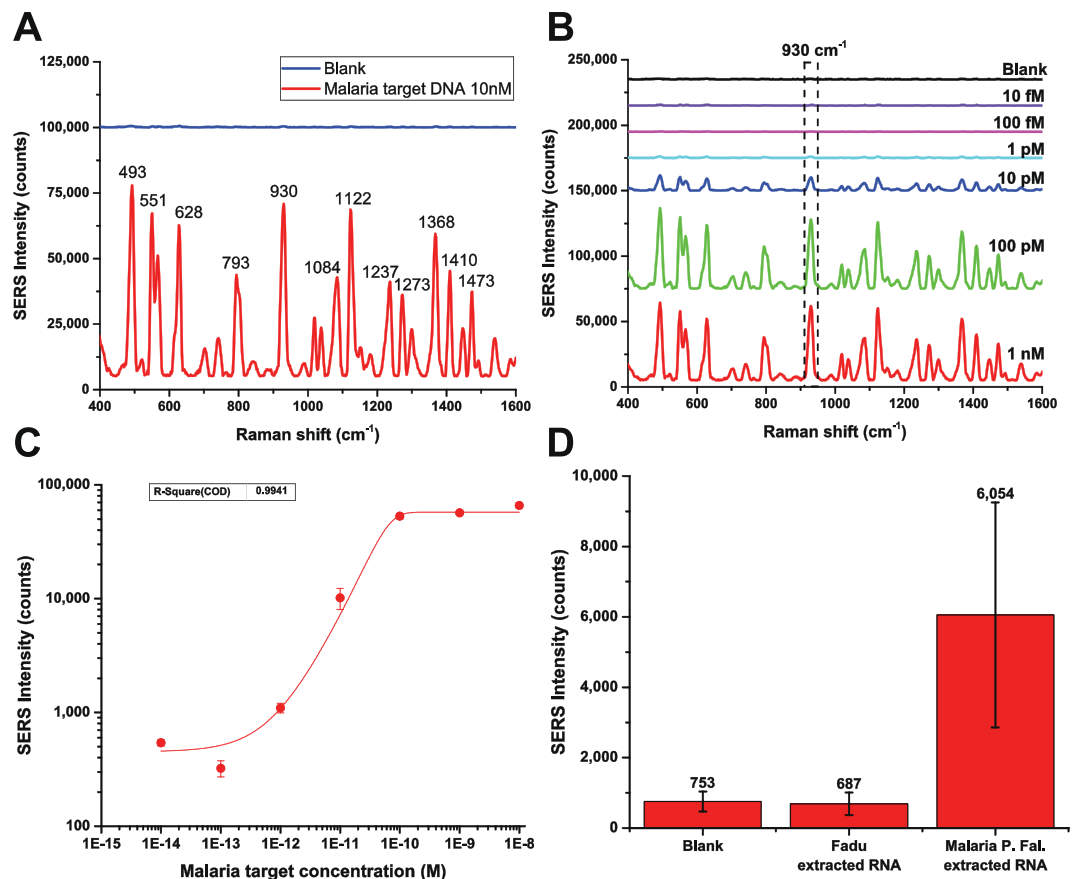 A
Blank
Malaria target DNA 10nM
SERS Intensity (counts)
125,000
100,000
75,000
50,000
25,000
0
493
551
628
793
930
1084
1122
1237
1273
1368
1410
1473
400 600 800 1000 1200 1400 1600
Raman shift (cm⁻¹)
B
930 cm⁻¹
SERS Intensity (counts)
250,000
200,000
150,000
100,000
50,000
0
Blank
10 fM
100 fM
1 pM
10 pM
100 pM
1 nM
400 600 800 1000 1200 1400 1600
Raman shift (cm⁻¹)
C
R-Square(COD) 0.9941
SERS Intensity (counts)
100,000
10,000
1,000
100
1E-15 1E-14 1E-13 1E-12 1E-11 1E-10 1E-9 1E-8
Malaria target concentration (M)
D
SERS Intensity (counts)
10,000
8,000
6,000
4,000
2,000
0
753
687
6,054
Blank
Fadu
extracted RNA
Malaria P. Fal.
extracted RNA